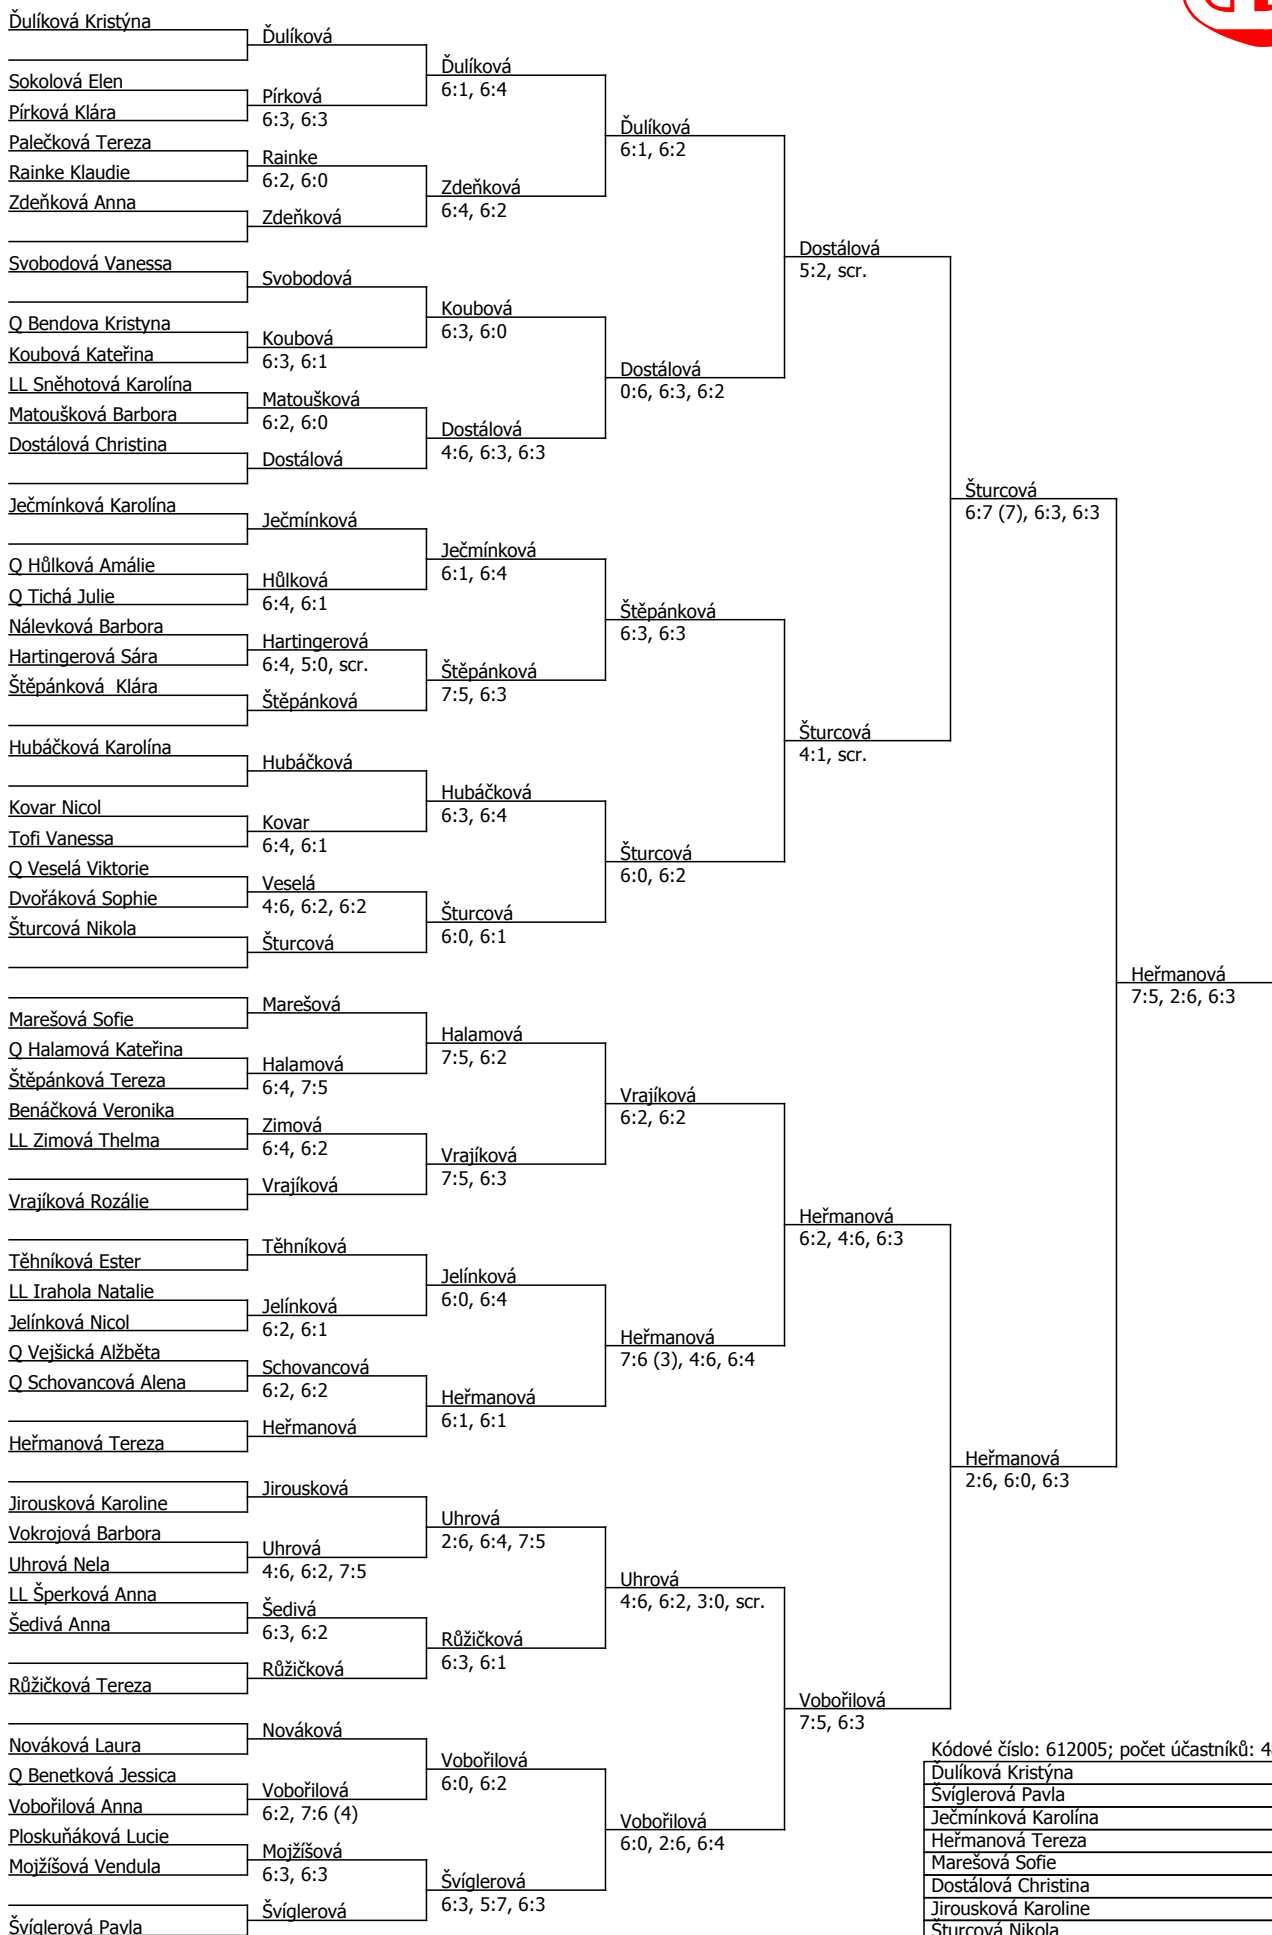 Ďulíková Kristýna
Sokolová Elen
Pírková Klára
Palečková Tereza
Rainke Klaudie
Zdeňková Anna
Svobodová Vanessa
Q Bendova Kristyna
Koubová Kateřina
LL Sněhotová Karolína
Matoušková Barbora
Dostálová Christina
Ječmínková Karolína
Q Hůlková Amálie
Q Tichá Julie
Nálevková Barbora
Hartingerová Sára
Štěpánková  Klára
Hubáčková Karolína
Kovar Nicol
Tofi Vanessa
Q Veselá Viktorie
Dvořáková Sophie
Šturcová Nikola
Marešová Sofie
Q Halamová Kateřina
Štěpánková Tereza
Benáčková Veronika
LL Zimová Thelma
Vrajíková Rozálie
Těhníková Ester
LL Irahola Natalie
Jelínková Nicol
Q Vejšická Alžběta
Q Schovancová Alena
Heřmanová Tereza
Jirousková Karoline
Vokrojová Barbora
Uhrová Nela
LL Šperková Anna
Šedivá Anna
Růžičková Tereza
Nováková Laura
Q Benetková Jessica
Vobořilová Anna
Ploskuňáková Lucie
Mojžíšová Vendula
Švíglerová Pavla
Ďulíková
Pírková
6:3, 6:3
Rainke
6:2, 6:0
Zdeňková
Svobodová
Koubová
6:3, 6:1
Matoušková
6:2, 6:0
Dostálová
Ječmínková
Hůlková
6:4, 6:1
Hartingerová
6:4, 5:0, scr.
Štěpánková
Hubáčková
Kovar
6:4, 6:1
Veselá
4:6, 6:2, 6:2
Šturcová
Marešová
Halamová
6:4, 7:5
Zimová
6:4, 6:2
Vrajíková
Těhníková
Jelínková
6:2, 6:1
Schovancová
6:2, 6:2
Heřmanová
Jirousková
Uhrová
4:6, 6:2, 7:5
Šedivá
6:3, 6:2
Růžičková
Nováková
Vobořilová
6:2, 7:6 (4)
Mojžíšová
6:3, 6:3
Švíglerová
Ďulíková
6:1, 6:4
Zdeňková
6:4, 6:2
Koubová
6:3, 6:0
Dostálová
4:6, 6:3, 6:3
Ječmínková
6:1, 6:4
Štěpánková
7:5, 6:3
Hubáčková
6:3, 6:4
Šturcová
6:0, 6:1
Halamová
7:5, 6:2
Vrajíková
7:5, 6:3
Jelínková
6:0, 6:4
Heřmanová
6:1, 6:1
Uhrová
2:6, 6:4, 7:5
Růžičková
6:3, 6:1
Vobořilová
6:0, 6:2
Švíglerová
6:3, 5:7, 6:3
Ďulíková
6:1, 6:2
Dostálová
0:6, 6:3, 6:2
Štěpánková
6:3, 6:3
Šturcová
6:0, 6:2
Vrajíková
6:2, 6:2
Heřmanová
7:6 (3), 4:6, 6:4
Uhrová
4:6, 6:2, 3:0, scr.
Vobořilová
6:0, 2:6, 6:4
Dostálová
5:2, scr.
Šturcová
4:1, scr.
Heřmanová
6:2, 4:6, 6:3
Vobořilová
7:5, 6:3
Šturcová
6:7 (7), 6:3, 6:3
Heřmanová
2:6, 6:0, 6:3
Heřmanová
7:5, 2:6, 6:3
Kódové číslo: 612005; počet účastníků: 4
Ďulíková Kristýna
Švíglerová Pavla
Ječmínková Karolína
Heřmanová Tereza
Marešová Sofie
Dostálová Christina
Jirousková Karoline
Šturcová Nikola